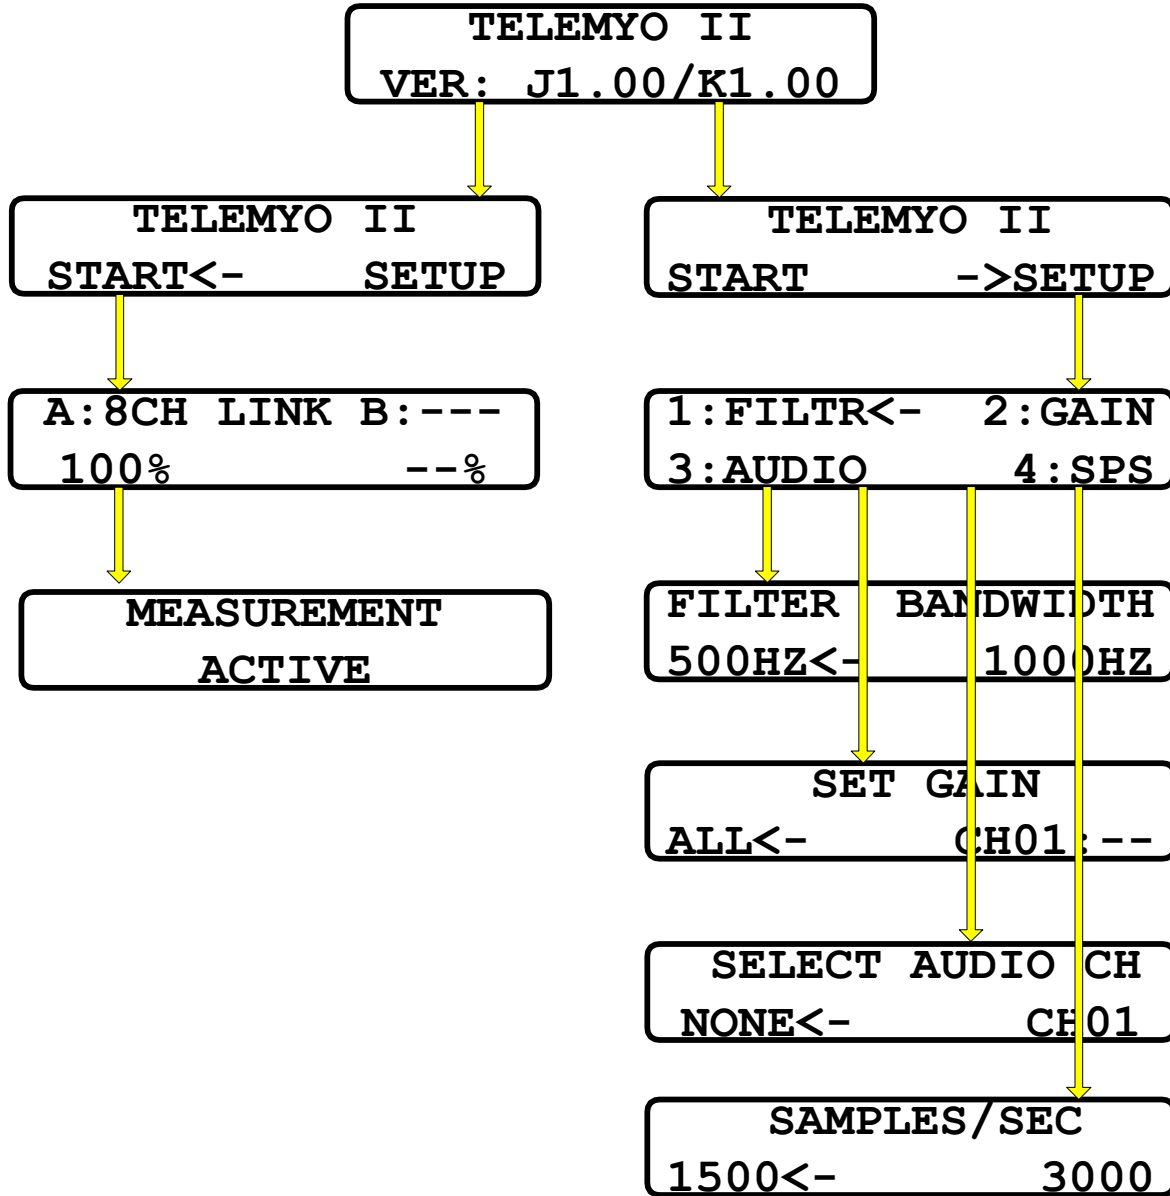 TELEMYO II
VER: J1.00/K1.00
TELEMYO II
START<- SETUP
TELEMYO II
START ->SETUP
A:8CH LINK B:---
100% --%
1:FILTR<- 2:GAIN
3:AUDIO 4:SPS
MEASUREMENT
ACTIVE
FILTER BANDWIDTH
500HZ<- 1000HZ
SET GAIN
ALL<- CH01:--
SELECT AUDIO CH
NONE<- CH01
SAMPLES/SEC
1500<- 3000